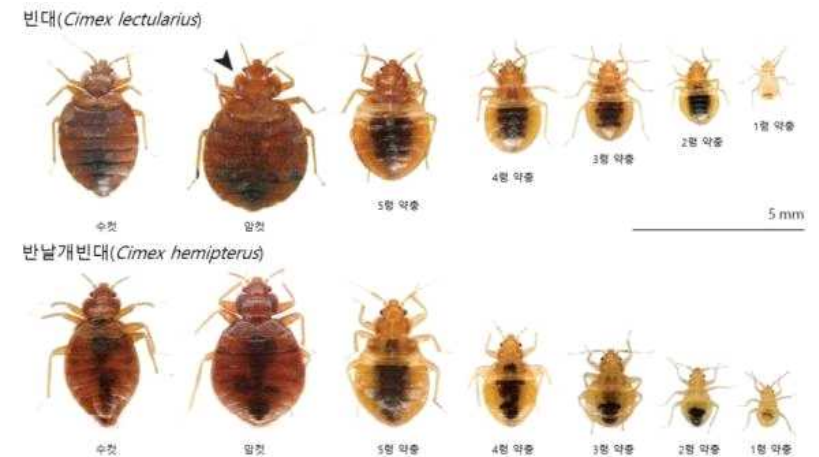 빈대(Cimex lectularius)
수컷
암컷
5령 약충
4령 약충
3령 약충
2령 약충
1령 약충
5 mm
반날개빈대(Cimex hemipterus)
수컷
암컷
5령 약충
4령 약충
3령 약충
2령 약충
1령 약충